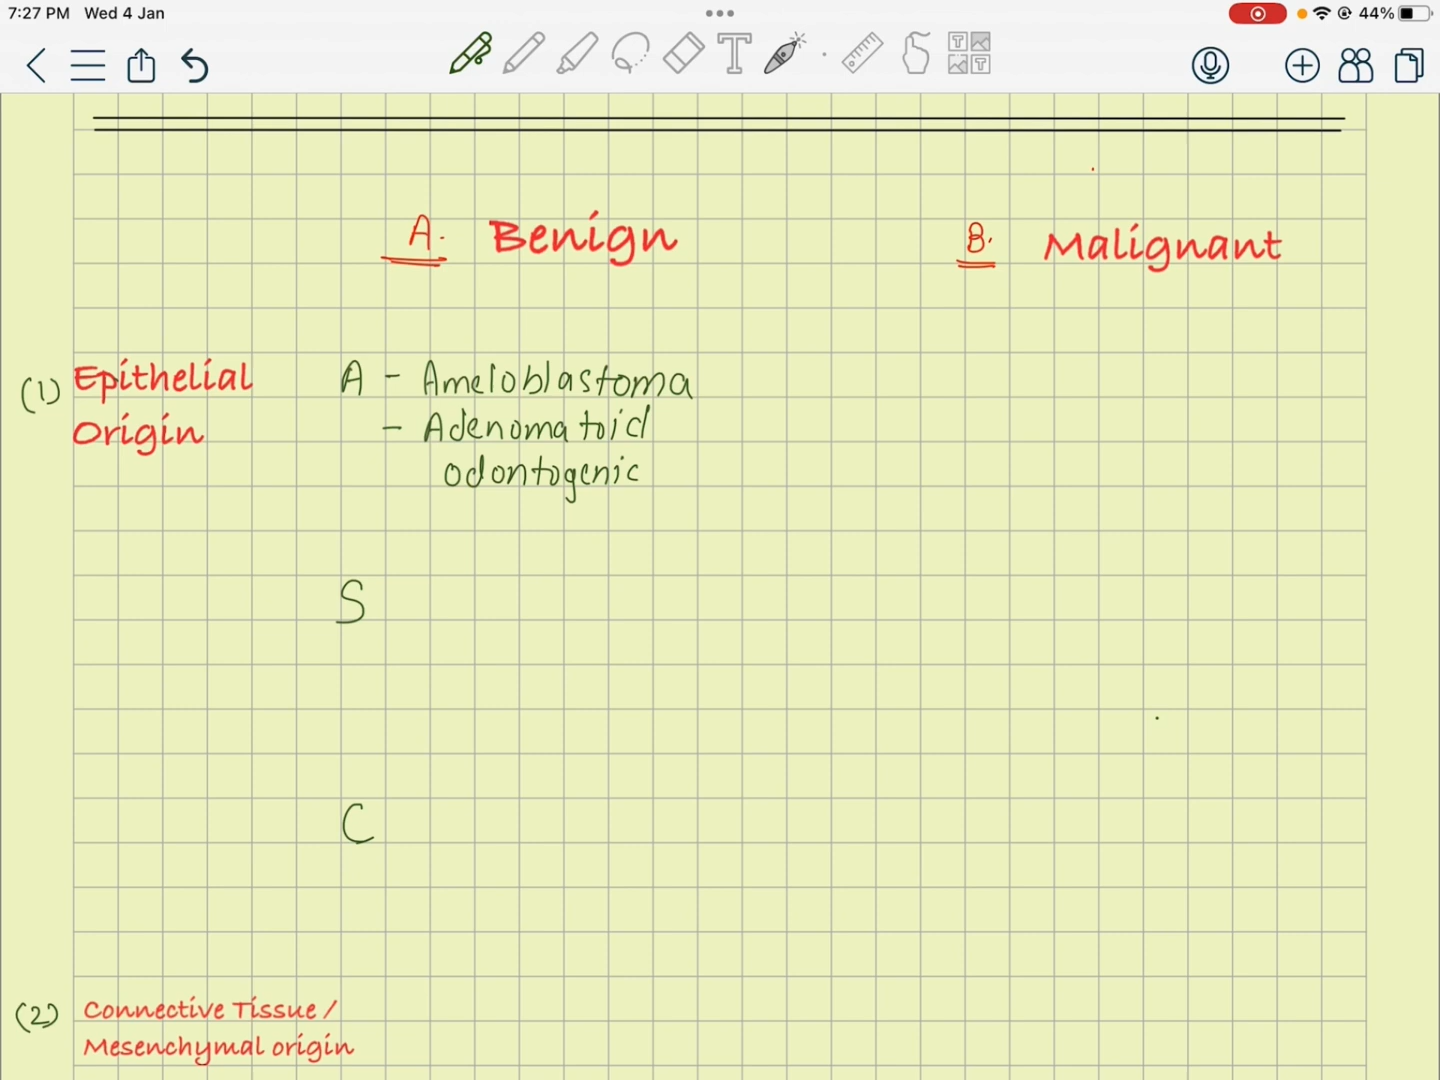 7:27 PM Wed 4 Jan
44%
A. Benign
B. Malignant
(1) Epithelial
Origin
A - Ameloblastoma
- Adenomatoid
odontogenic
S
C
(2) Connective Tissue /
Mesenchymal origin